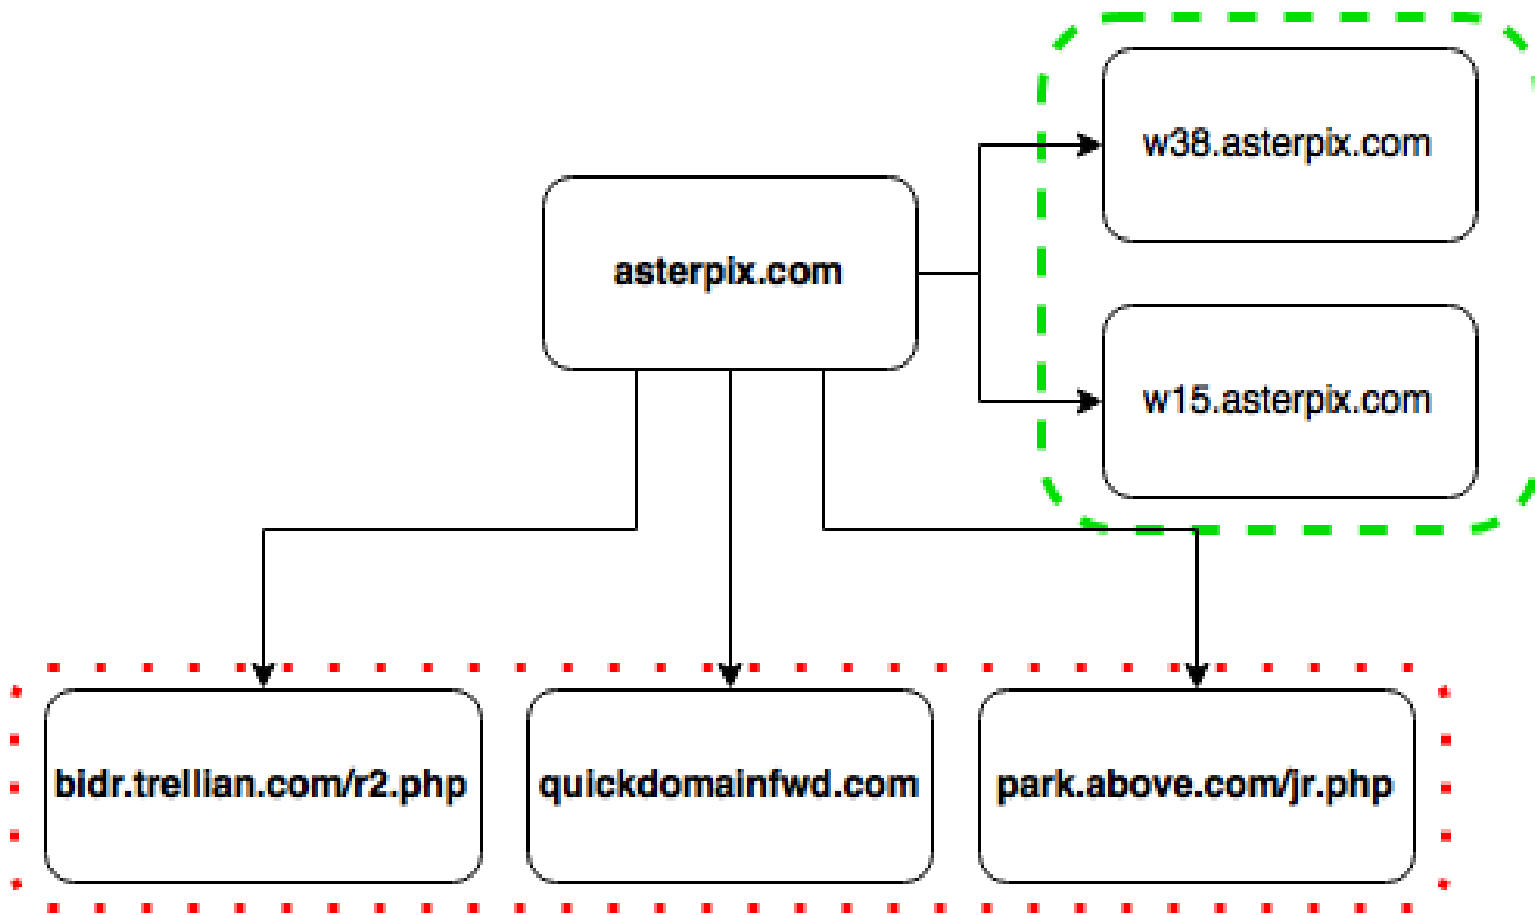 w38.asterpix.com
asterpix.com
w15.asterpix.com
bidr.trellian.com/r2.php
quickdomainfwd.com
park.above.com/jr.php